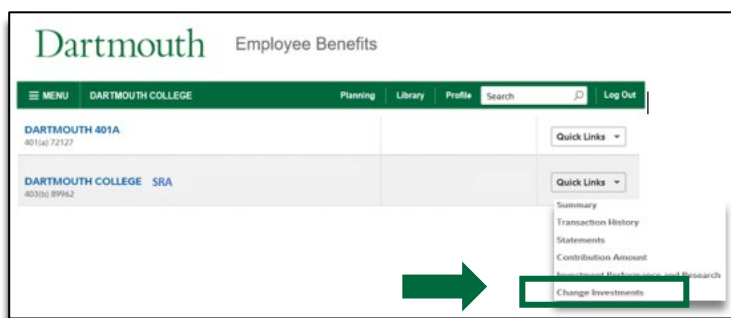 Dartmouth Employee Benefits
MENU DARTMOUTH COLLEGE Planning Library Profile Search Log Out
DARTMOUTH 401A Quick Links
401(a):72127
DARTMOUTH COLLEGE SRA Quick Links
403(b):89962
Summary
Transaction History
Statements
Contribution Amount
Investment Performance and Research
Change Investments